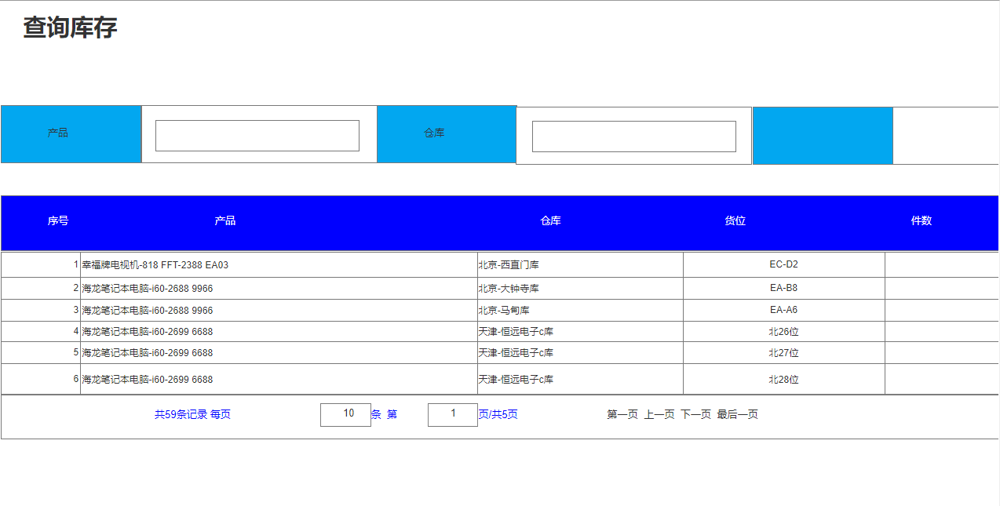 查询库存
产品 仓库
序号 产品 仓库 货位 件数
1 幸福牌电视机-818 FFT-2388 EA03 北京-西直门库 EC-D2
2 海龙笔记本电脑-i60-2688 9966 北京-大钟寺库 EA-B8
3 海龙笔记本电脑-i60-2688 9966 北京-马甸库 EA-A6
4 海龙笔记本电脑-i60-2699 6688 天津-恒远电子c库 北26位
5 海龙笔记本电脑-i60-2699 6688 天津-恒远电子c库 北27位
6 海龙笔记本电脑-i60-2699 6688 天津-恒远电子c库 北28位
共59条记录 每页 10 条 第 1 页/共5页 第一页 上一页 下一页 最后一页